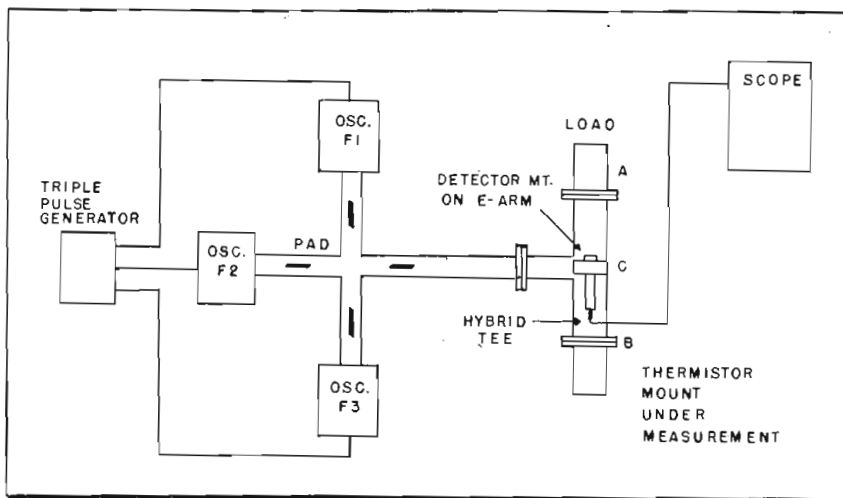 SCOPE
OSC.
F1
LOAD
A
DETECTOR MT.
ON E-ARM
TRIPLE
PULSE
GENERATOR
PAD
OSC.
F2
C
HYBRID
TEE
B
OSC.
F3
THERMISTOR
MOUNT
UNDER
MEASUREMENT